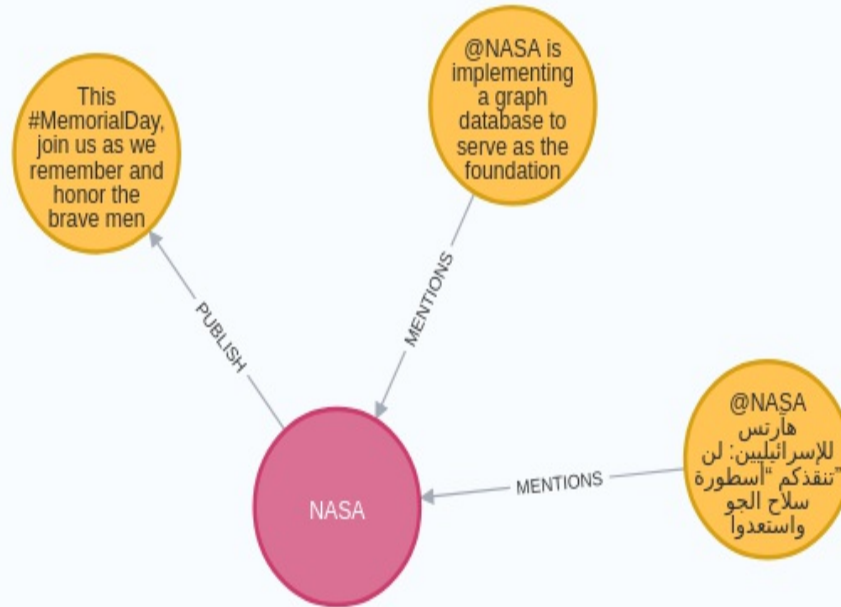 This
#MemorialDay,
join us as we
remember and
honor the
brave men
@NASA is
implementing
a graph
database to
serve as the
foundation
PUBLISH
MENTIONS
@NASA
هآرتس
للإسرائيليين: لن
تنقذكم “أسطورة”
سلاح الجو
واستعدوا
MENTIONS
NASA